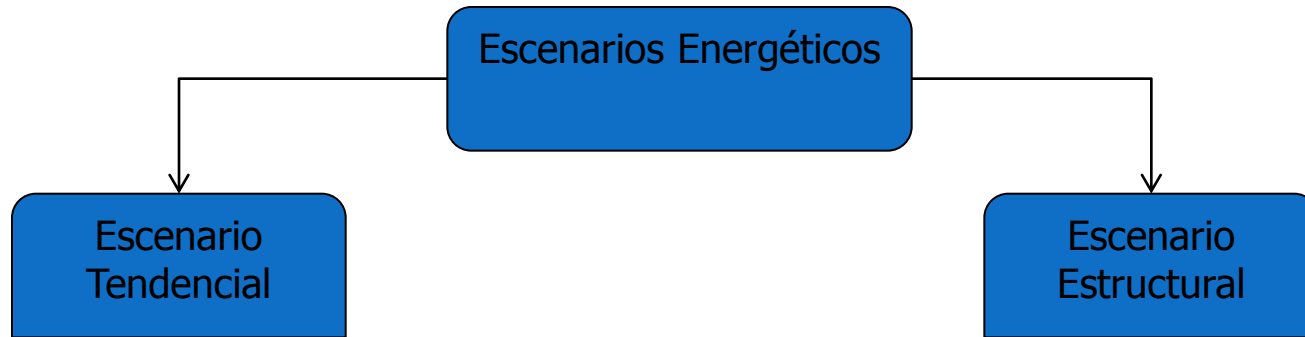 Escenarios Energéticos
Escenario
Tendencial
Escenario
Estructural